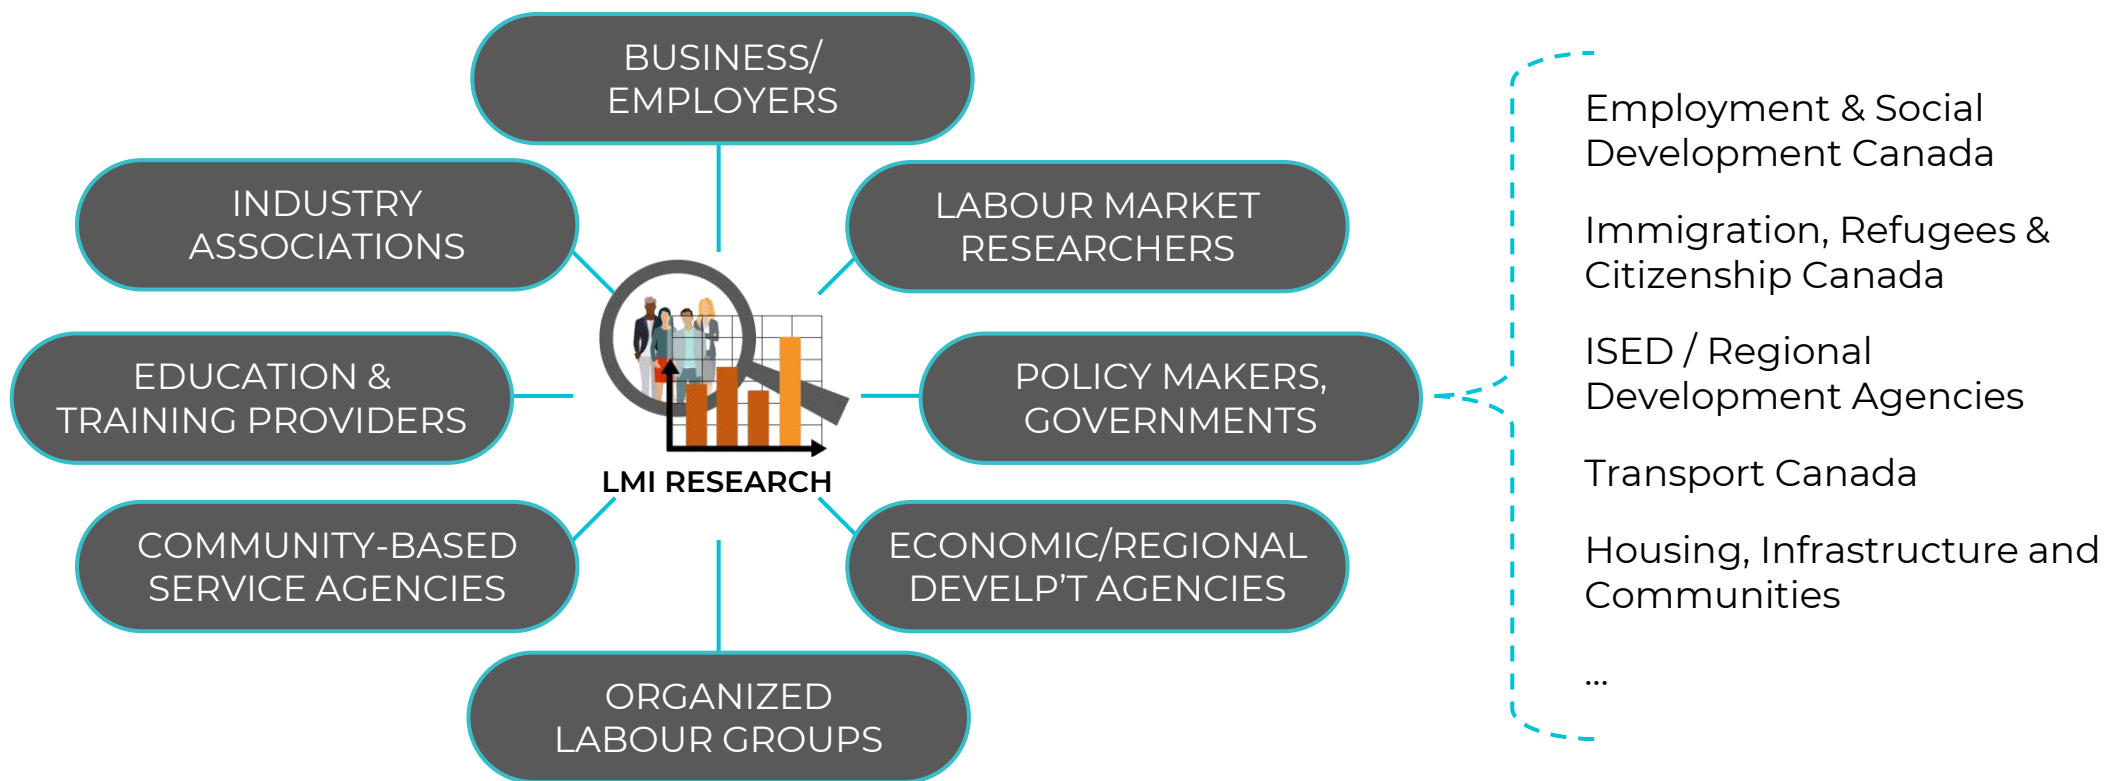 BUSINESS/
EMPLOYERS
INDUSTRY
ASSOCIATIONS
LABOUR MARKET
RESEARCHERS
EDUCATION &
TRAINING PROVIDERS
POLICY MAKERS,
GOVERNMENTS
LMI RESEARCH
COMMUNITY-BASED
SERVICE AGENCIES
ECONOMIC/REGIONAL
DEVELP’T AGENCIES
ORGANIZED
LABOUR GROUPS
Employment & Social
Development Canada
Immigration, Refugees &
Citizenship Canada
ISED / Regional
Development Agencies
Transport Canada
Housing, Infrastructure and
Communities
...